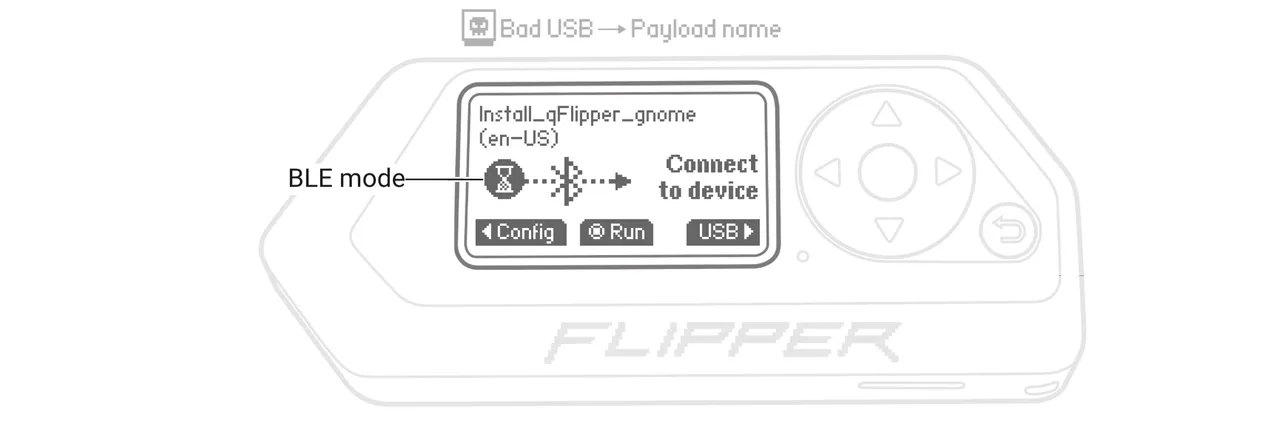 Bad USB → Payload name
Install_qFlipper_gnome
(en-US)
BLE mode
Connect
to device
Config
Run
USB
FLIPPER